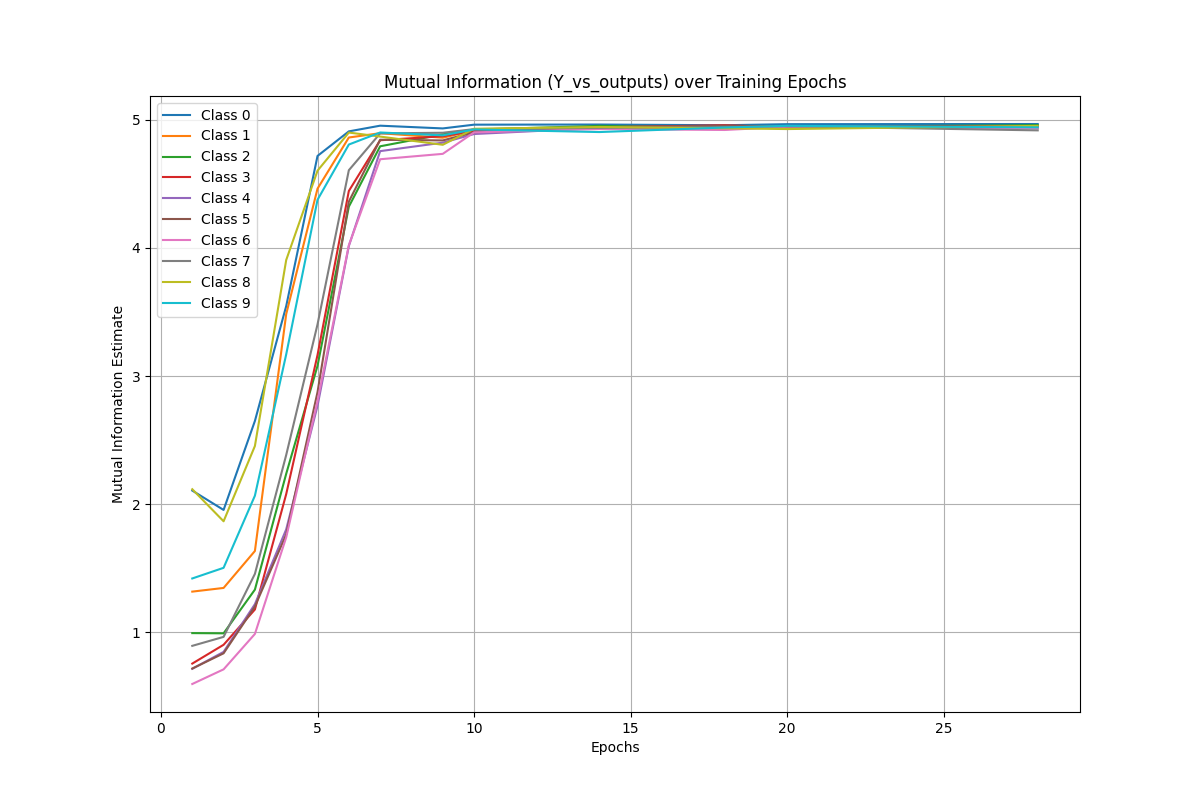 Mutual Information (Y_vs_outputs) over Training Epochs
Class 0
Class 1
Class 2
Class 3
Class 4
Class 5
Class 6
Class 7
Class 8
Class 9
5
4
3
2
1
Mutual Information Estimate
0
5
10
15
20
25
Epochs